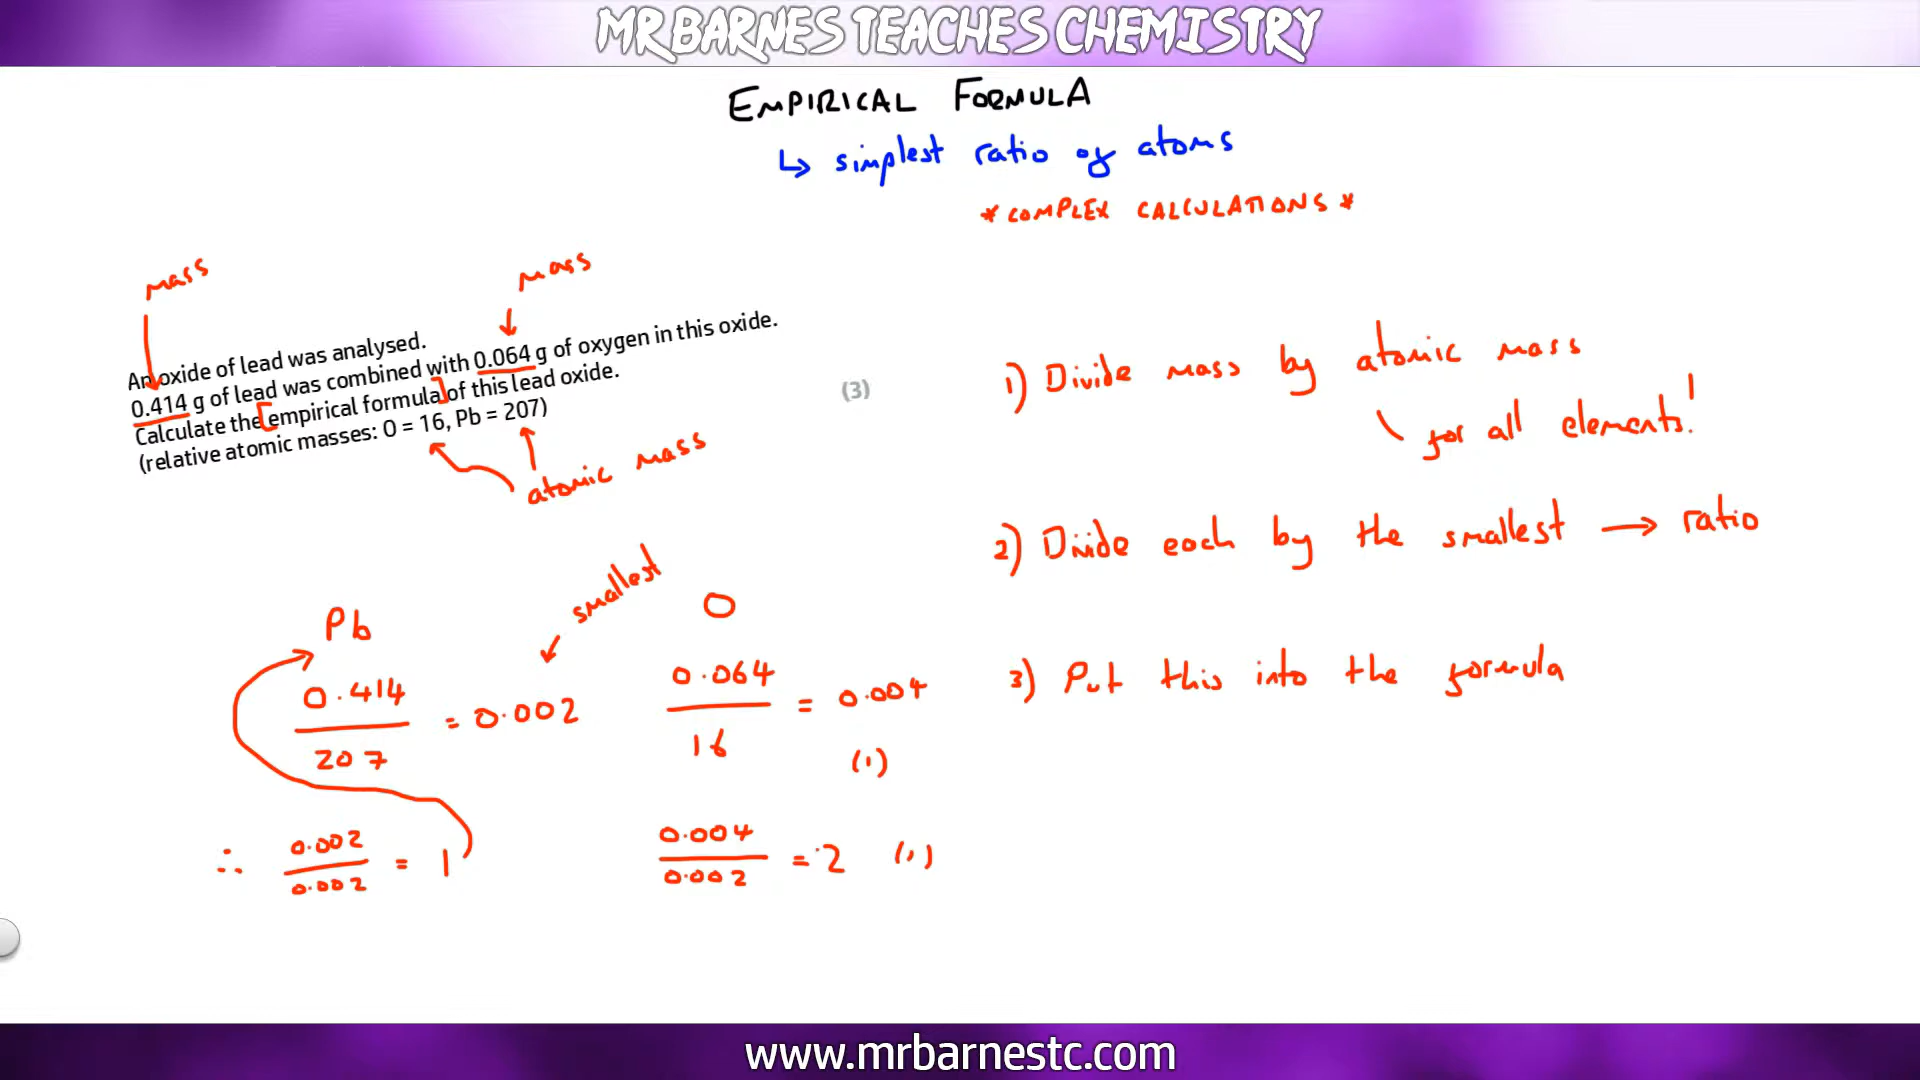 MR BARNES TEACHES CHEMISTRY
EMPIRICAL FORMULA
↳ simplest ratio of atoms
* COMPLEX CALCULATIONS *
mass
mass
An oxide of lead was analysed.
0.414 g of lead was combined with 0.064 g of oxygen in this oxide.
Calculate the [empirical formula] of this lead oxide.
(relative atomic masses: O = 16, Pb = 207)
(3)
atomic mass
1) Divide mass by atomic mass
for all elements!
2) Divide each by the smallest → ratio
3) Put this into the formula
smallest
Pb
O
0.414 / 207 = 0.002
0.064 / 16 = 0.004
(1)
∴ 0.002 / 0.002 = 1
0.004 / 0.002 = 2 (1)
www.mrbarnestc.com